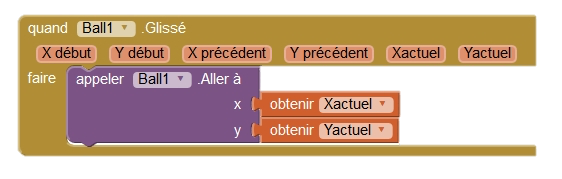 quand Ball1 .Glissé
X début Y début X précédent Y précédent Xactuel Yactuel
faire appeler Ball1 .Aller à
x obtenir Xactuel
y obtenir Yactuel